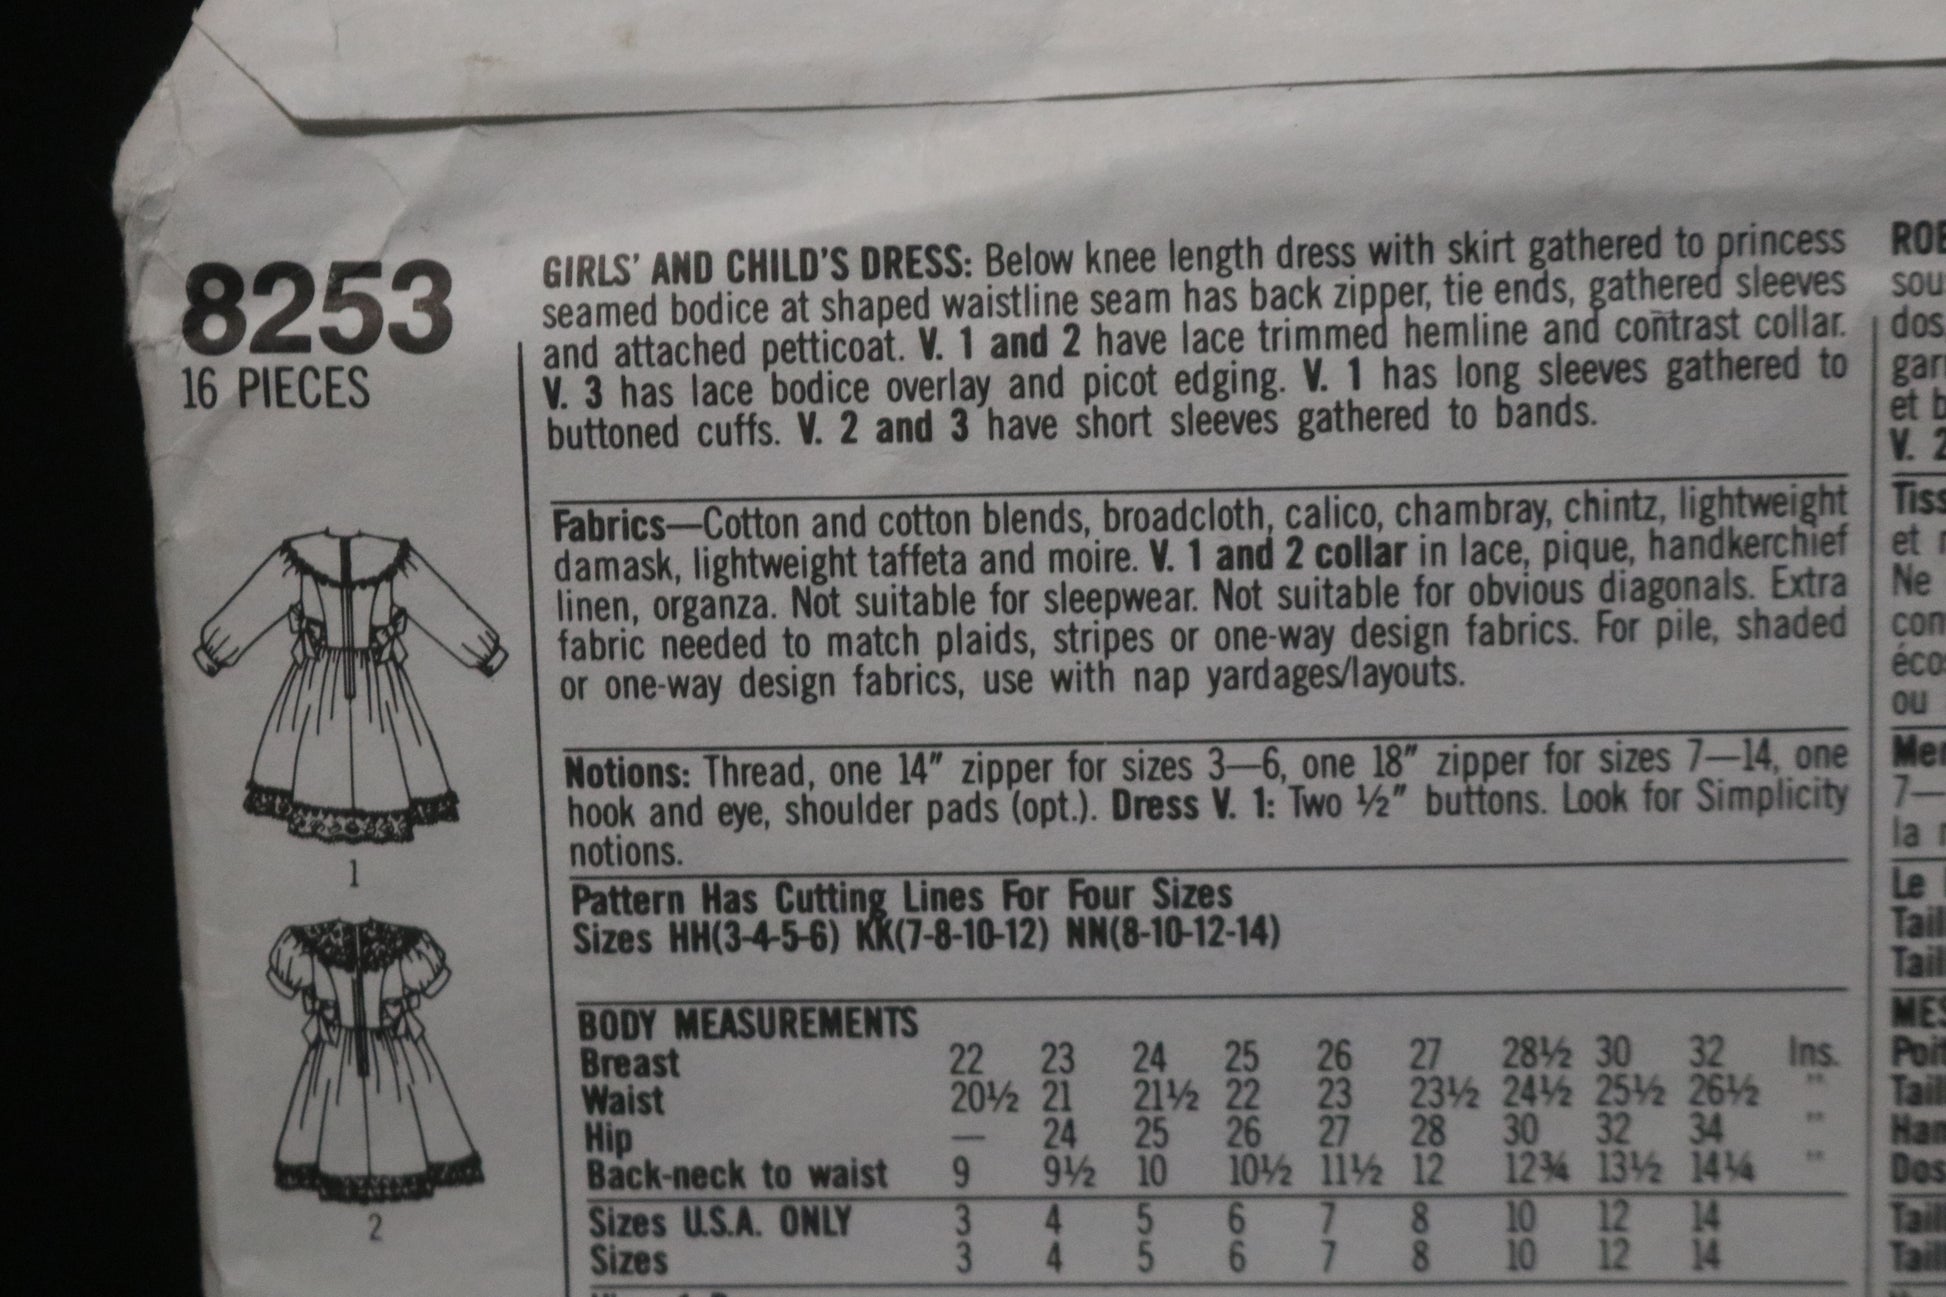 8253
16 PIECES
1
2
GIRLS' AND CHILD'S DRESS: Below knee length dress with skirt gathered to princess
seamed bodice at shaped waistline seam has back zipper, tie ends, gathered sleeves
and attached petticoat. V. 1 and 2 have lace trimmed hemline and contrast collar.
V. 3 has lace bodice overlay and picot edging. V. 1 has long sleeves gathered to
buttoned cuffs. V. 2 and 3 have short sleeves gathered to bands.
Fabrics—Cotton and cotton blends, broadcloth, calico, chambray, chintz, lightweight
damask, lightweight taffeta and moire. V. 1 and 2 collar in lace, pique, handkerchief
linen, organza. Not suitable for sleepwear. Not suitable for obvious diagonals. Extra
fabric needed to match plaids, stripes or one-way design fabrics. For pile, shaded
or one-way design fabrics, use with nap yardages/layouts.
Notions: Thread, one 14" zipper for sizes 3—6, one 18" zipper for sizes 7—14, one
hook and eye, shoulder pads (opt.). Dress V. 1: Two ½" buttons. Look for Simplicity
notions.
Pattern Has Cutting Lines For Four Sizes
Sizes HH(3-4-5-6) KK(7-8-10-12) NN(8-10-12-14)
BODY MEASUREMENTS
Breast 22 23 24 25 26 27 28½ 30 32 Ins.
Waist 20½ 21 21½ 22 23 23½ 24½ 25½ 26½ "
Hip — 24 25 26 27 28 30 32 34 "
Back-neck to waist 9 9½ 10 10½ 11½ 12 12¾ 13½ 14¼ "
Sizes U.S.A. ONLY 3 4 5 6 7 8 10 12 14
Sizes 3 4 5 6 7 8 10 12 14
sou
dos
et
V. 2
et
Ne
ou
7—
la
Le